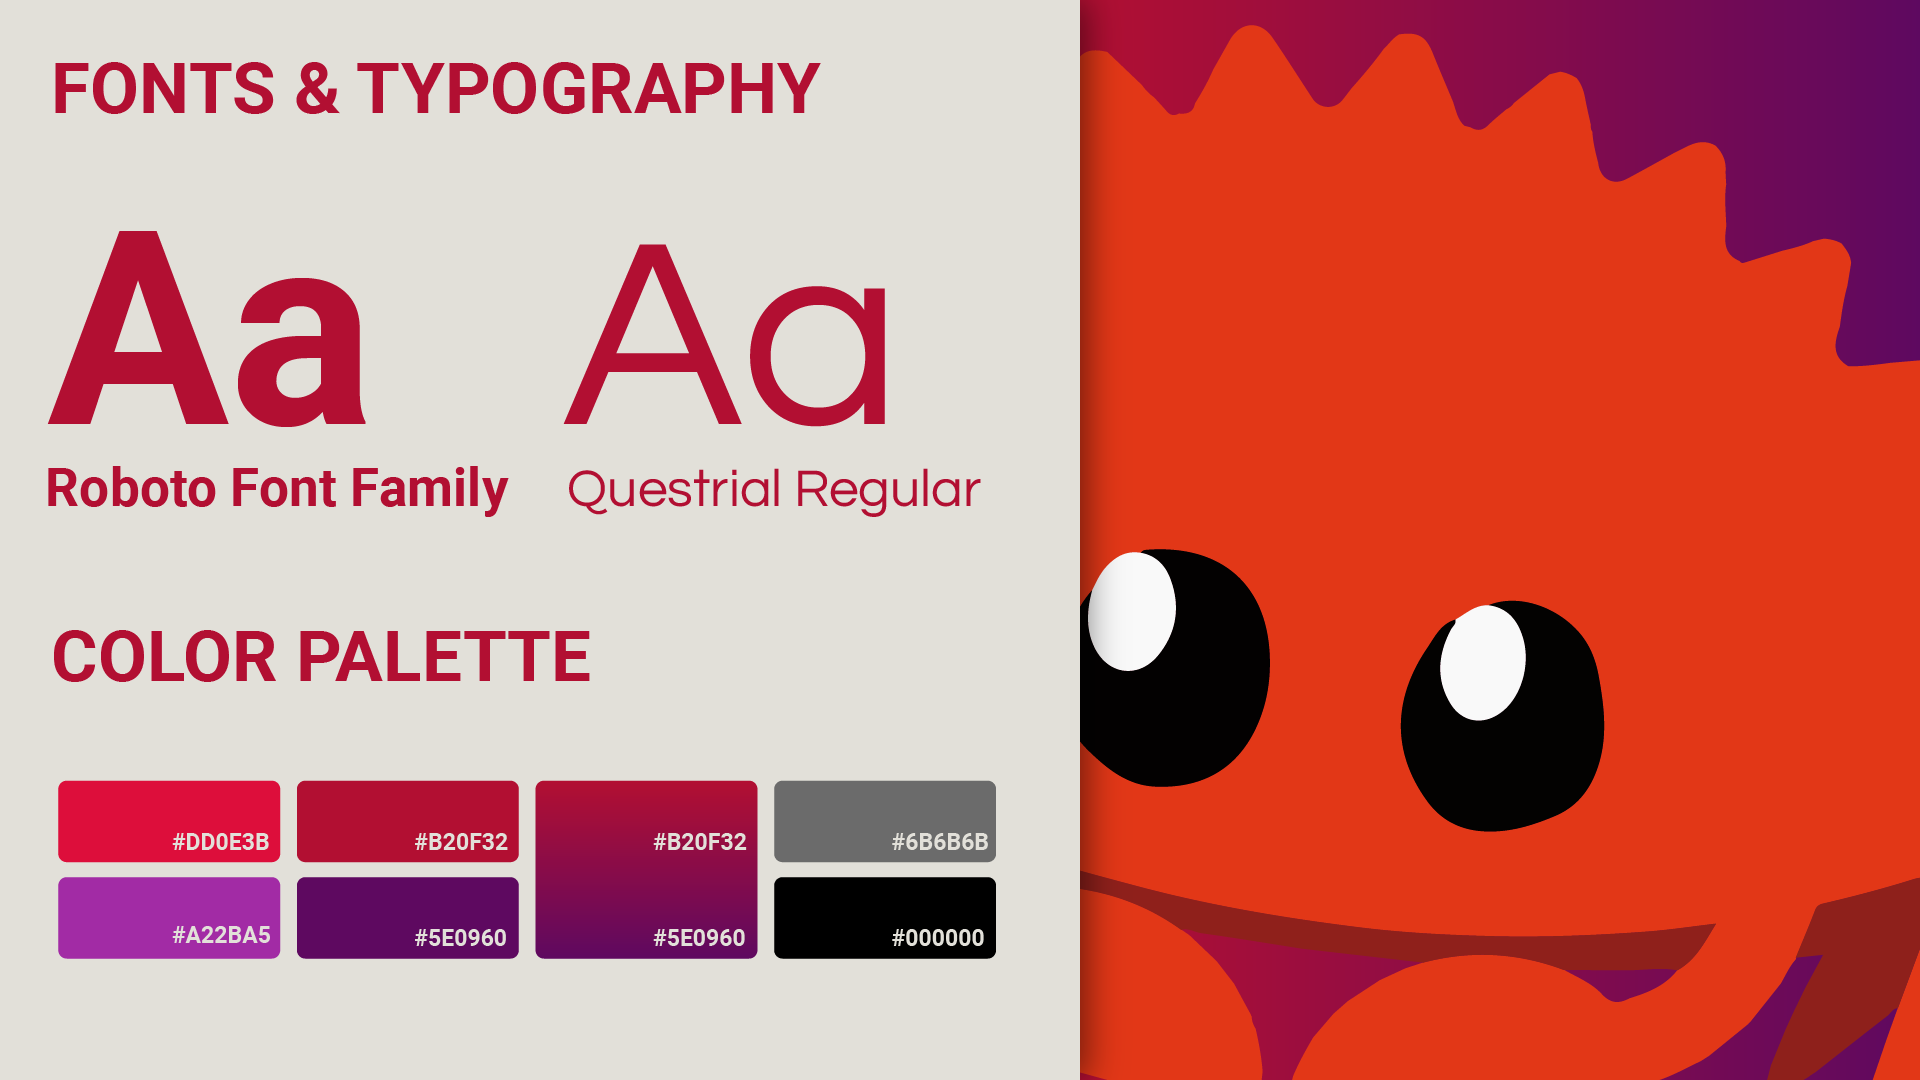 FONTS & TYPOGRAPHY
Aa Aa
Roboto Font Family Questrial Regular
COLOR PALETTE
#DD0E3B #B20F32 #B20F32 #6B6B6B
#A22BA5 #5E0960 #5E0960 #000000